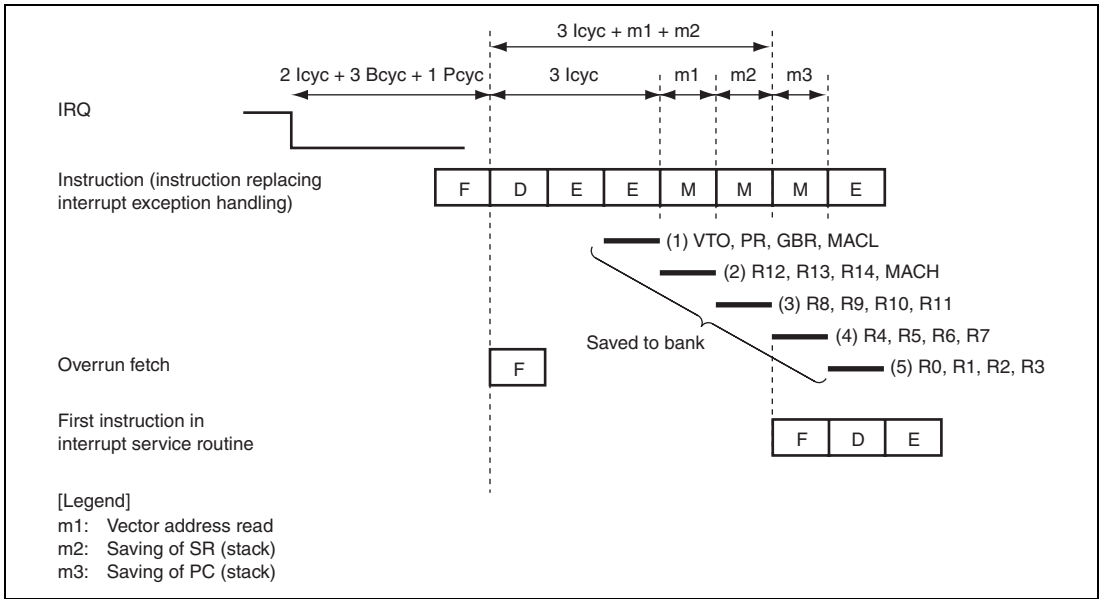 3 Icyc + m1 + m2
2 Icyc + 3 Bcyc + 1 Pcyc
3 Icyc
m1
m2
m3
IRQ
Instruction (instruction replacing
interrupt exception handling)
F D E E M M M E
(1) VTO, PR, GBR, MACL
(2) R12, R13, R14, MACH
(3) R8, R9, R10, R11
(4) R4, R5, R6, R7
(5) R0, R1, R2, R3
Saved to bank
Overrun fetch
F
First instruction in
interrupt service routine
F D E
[Legend]
m1: Vector address read
m2: Saving of SR (stack)
m3: Saving of PC (stack)